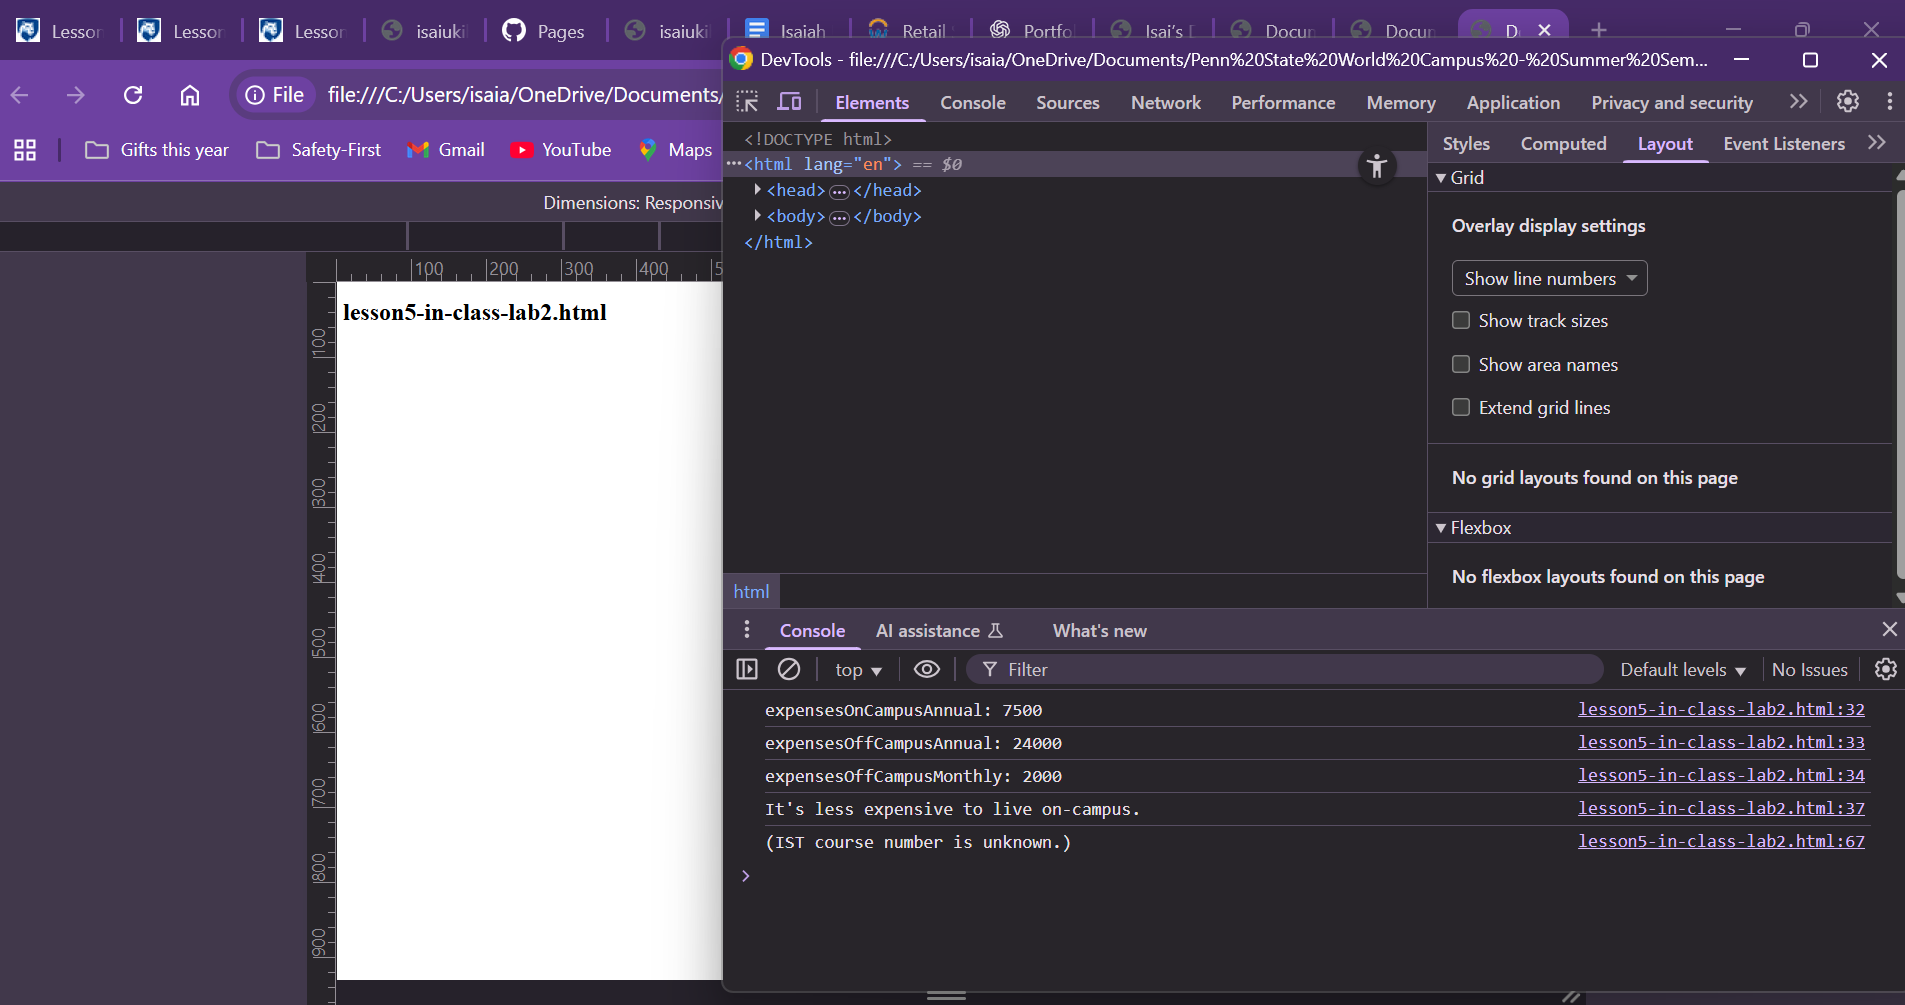 Lesson
Lesson
Lesson
isaiuki
Pages
isaiuki
Isaiah
Retail
Portfo
Isai's D
Docun
Docun
D
File file:///C:/Users/isaia/OneDrive/Documents/
Gifts this year
Safety-First
Gmail
YouTube
Maps
Dimensions: Responsiv
100 200 300 400 5
100
200
300
400
500
600
700
800
900
lesson5-in-class-lab2.html
DevTools - file:///C:/Users/isaia/OneDrive/Documents/Penn%20State%20World%20Campus%20-%20Summer%20Sem...
Elements Console Sources Network Performance Memory Application Privacy and security
<!DOCTYPE html>
<html lang="en"> == $0
<head>…</head>
<body>…</body>
</html>
html
Styles Computed Layout Event Listeners
Grid
Overlay display settings
Show line numbers
Show track sizes
Show area names
Extend grid lines
No grid layouts found on this page
Flexbox
No flexbox layouts found on this page
Console AI assistance What's new
top Filter Default levels No Issues
expensesOnCampusAnnual: 7500 lesson5-in-class-lab2.html:32
expensesOffCampusAnnual: 24000 lesson5-in-class-lab2.html:33
expensesOffCampusMonthly: 2000 lesson5-in-class-lab2.html:34
It's less expensive to live on-campus. lesson5-in-class-lab2.html:37
(IST course number is unknown.) lesson5-in-class-lab2.html:67